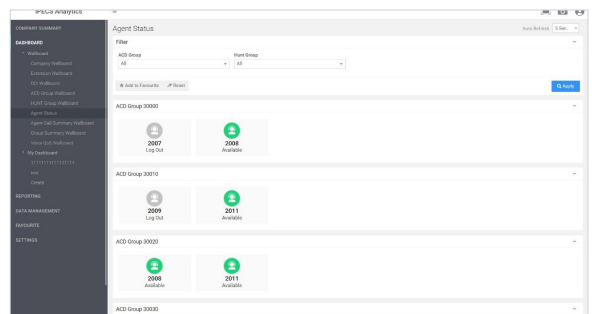 iPECS Analytics
COMPANY SUMMARY
DASHBOARD
Wallboard
Company Wallboard
Extension Wallboard
DDI Wallboard
ACD Group Wallboard
HUNT Group Wallboard
Agent Status
Agent Call Summary Wallboard
Group Summary Wallboard
Voice QoS Wallboard
My Dashboard
test
Create
REPORTING
DATA MANAGEMENT
FAVOURITE
SETTINGS
Agent Status
Auto Refresh 5 Sec.
Filter
ACD Group Hunt Group
All All
Add to Favourite Reset
Apply
ACD Group 30000
2007 2008
Log Out Available
ACD Group 30010
2009 2011
Log Out Available
ACD Group 30020
2008 2011
Available Available
ACD Group 30030